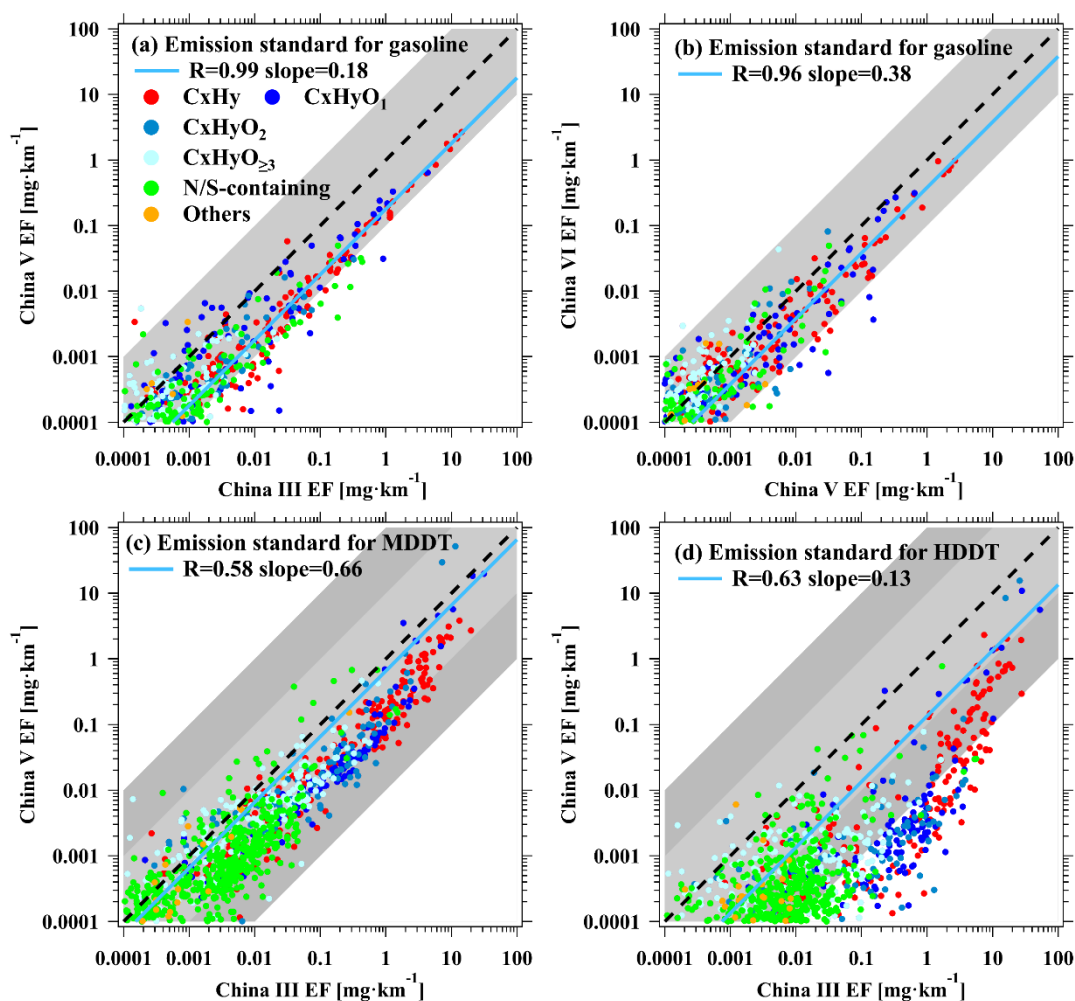 (a) Emission standard for gasoline
R=0.99 slope=0.18
CxHy CxHyO₁
CxHyO₂
CxHyO≥₃
N/S-containing
Others
100
10
1
0.1
0.01
0.001
0.0001
China V EF [mg·km⁻¹]
0.0001 0.001 0.01 0.1 1 10 100
China III EF [mg·km⁻¹]
(b) Emission standard for gasoline
R=0.96 slope=0.38
100
10
1
0.1
0.01
0.001
0.0001
China VI EF [mg·km⁻¹]
0.0001 0.001 0.01 0.1 1 10 100
China V EF [mg·km⁻¹]
(c) Emission standard for MDDT
R=0.58 slope=0.66
100
10
1
0.1
0.01
0.001
0.0001
China V EF [mg·km⁻¹]
0.0001 0.001 0.01 0.1 1 10 100
China III EF [mg·km⁻¹]
(d) Emission standard for HDDT
R=0.63 slope=0.13
100
10
1
0.1
0.01
0.001
0.0001
China V EF [mg·km⁻¹]
0.0001 0.001 0.01 0.1 1 10 100
China III EF [mg·km⁻¹]